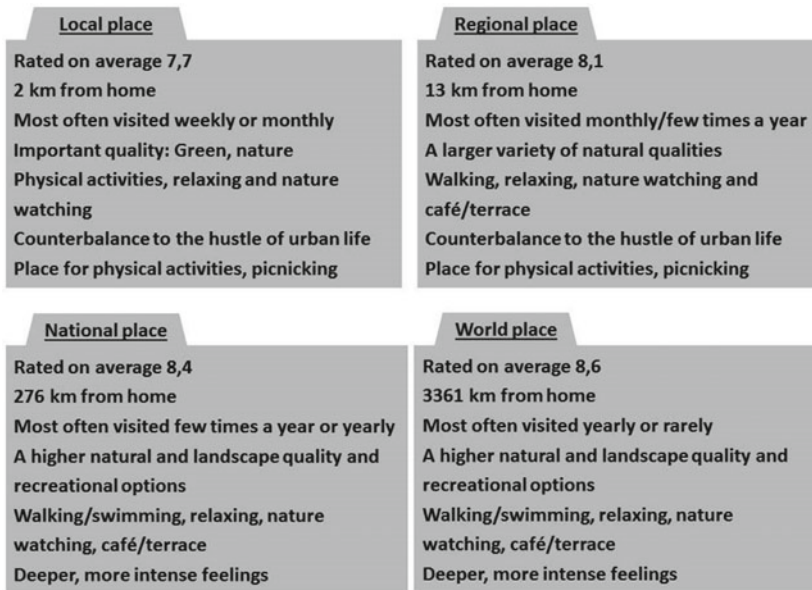 Local place
Rated on average 7,7
2 km from home
Most often visited weekly or monthly
Important quality: Green, nature
Physical activities, relaxing and nature
watching
Counterbalance to the hustle of urban life
Place for physical activities, picnicking
Regional place
Rated on average 8,1
13 km from home
Most often visited monthly/few times a year
A larger variety of natural qualities
Walking, relaxing, nature watching and
café/terrace
Counterbalance to the hustle of urban life
Place for physical activities, picnicking
National place
Rated on average 8,4
276 km from home
Most often visited few times a year or yearly
A higher natural and landscape quality and
recreational options
Walking/swimming, relaxing, nature
watching, café/terrace
Deeper, more intense feelings
World place
Rated on average 8,6
3361 km from home
Most often visited yearly or rarely
A higher natural and landscape quality and
recreational options
Walking/swimming, relaxing, nature
watching, café/terrace
Deeper, more intense feelings